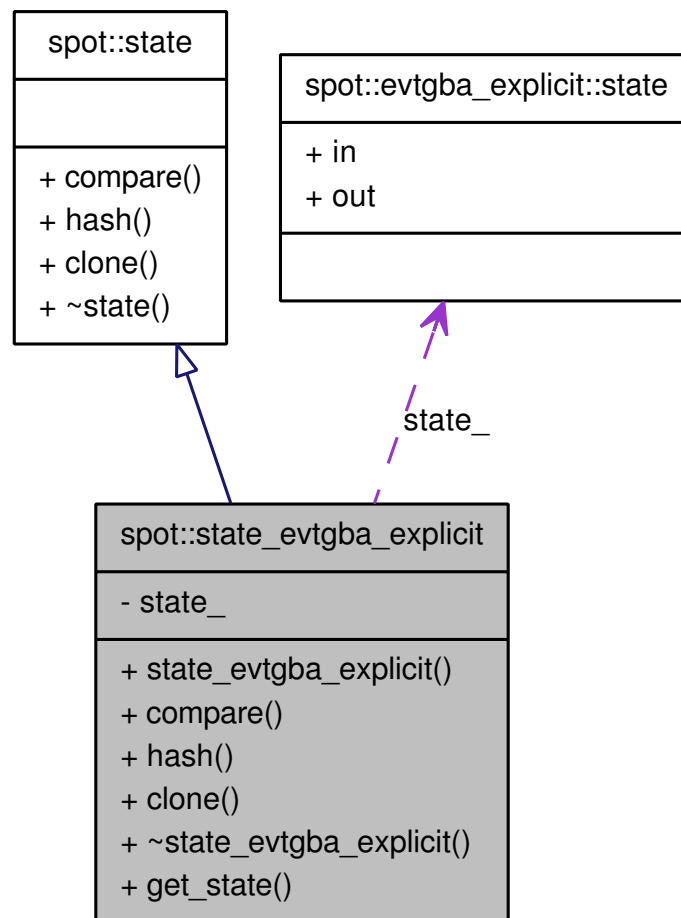 spot::state
+ compare()
+ hash()
+ clone()
+ ~state()
spot::evtgba_explicit::state
+ in
+ out
state_
spot::state_evtgba_explicit
- state_
+ state_evtgba_explicit()
+ compare()
+ hash()
+ clone()
+ ~state_evtgba_explicit()
+ get_state()